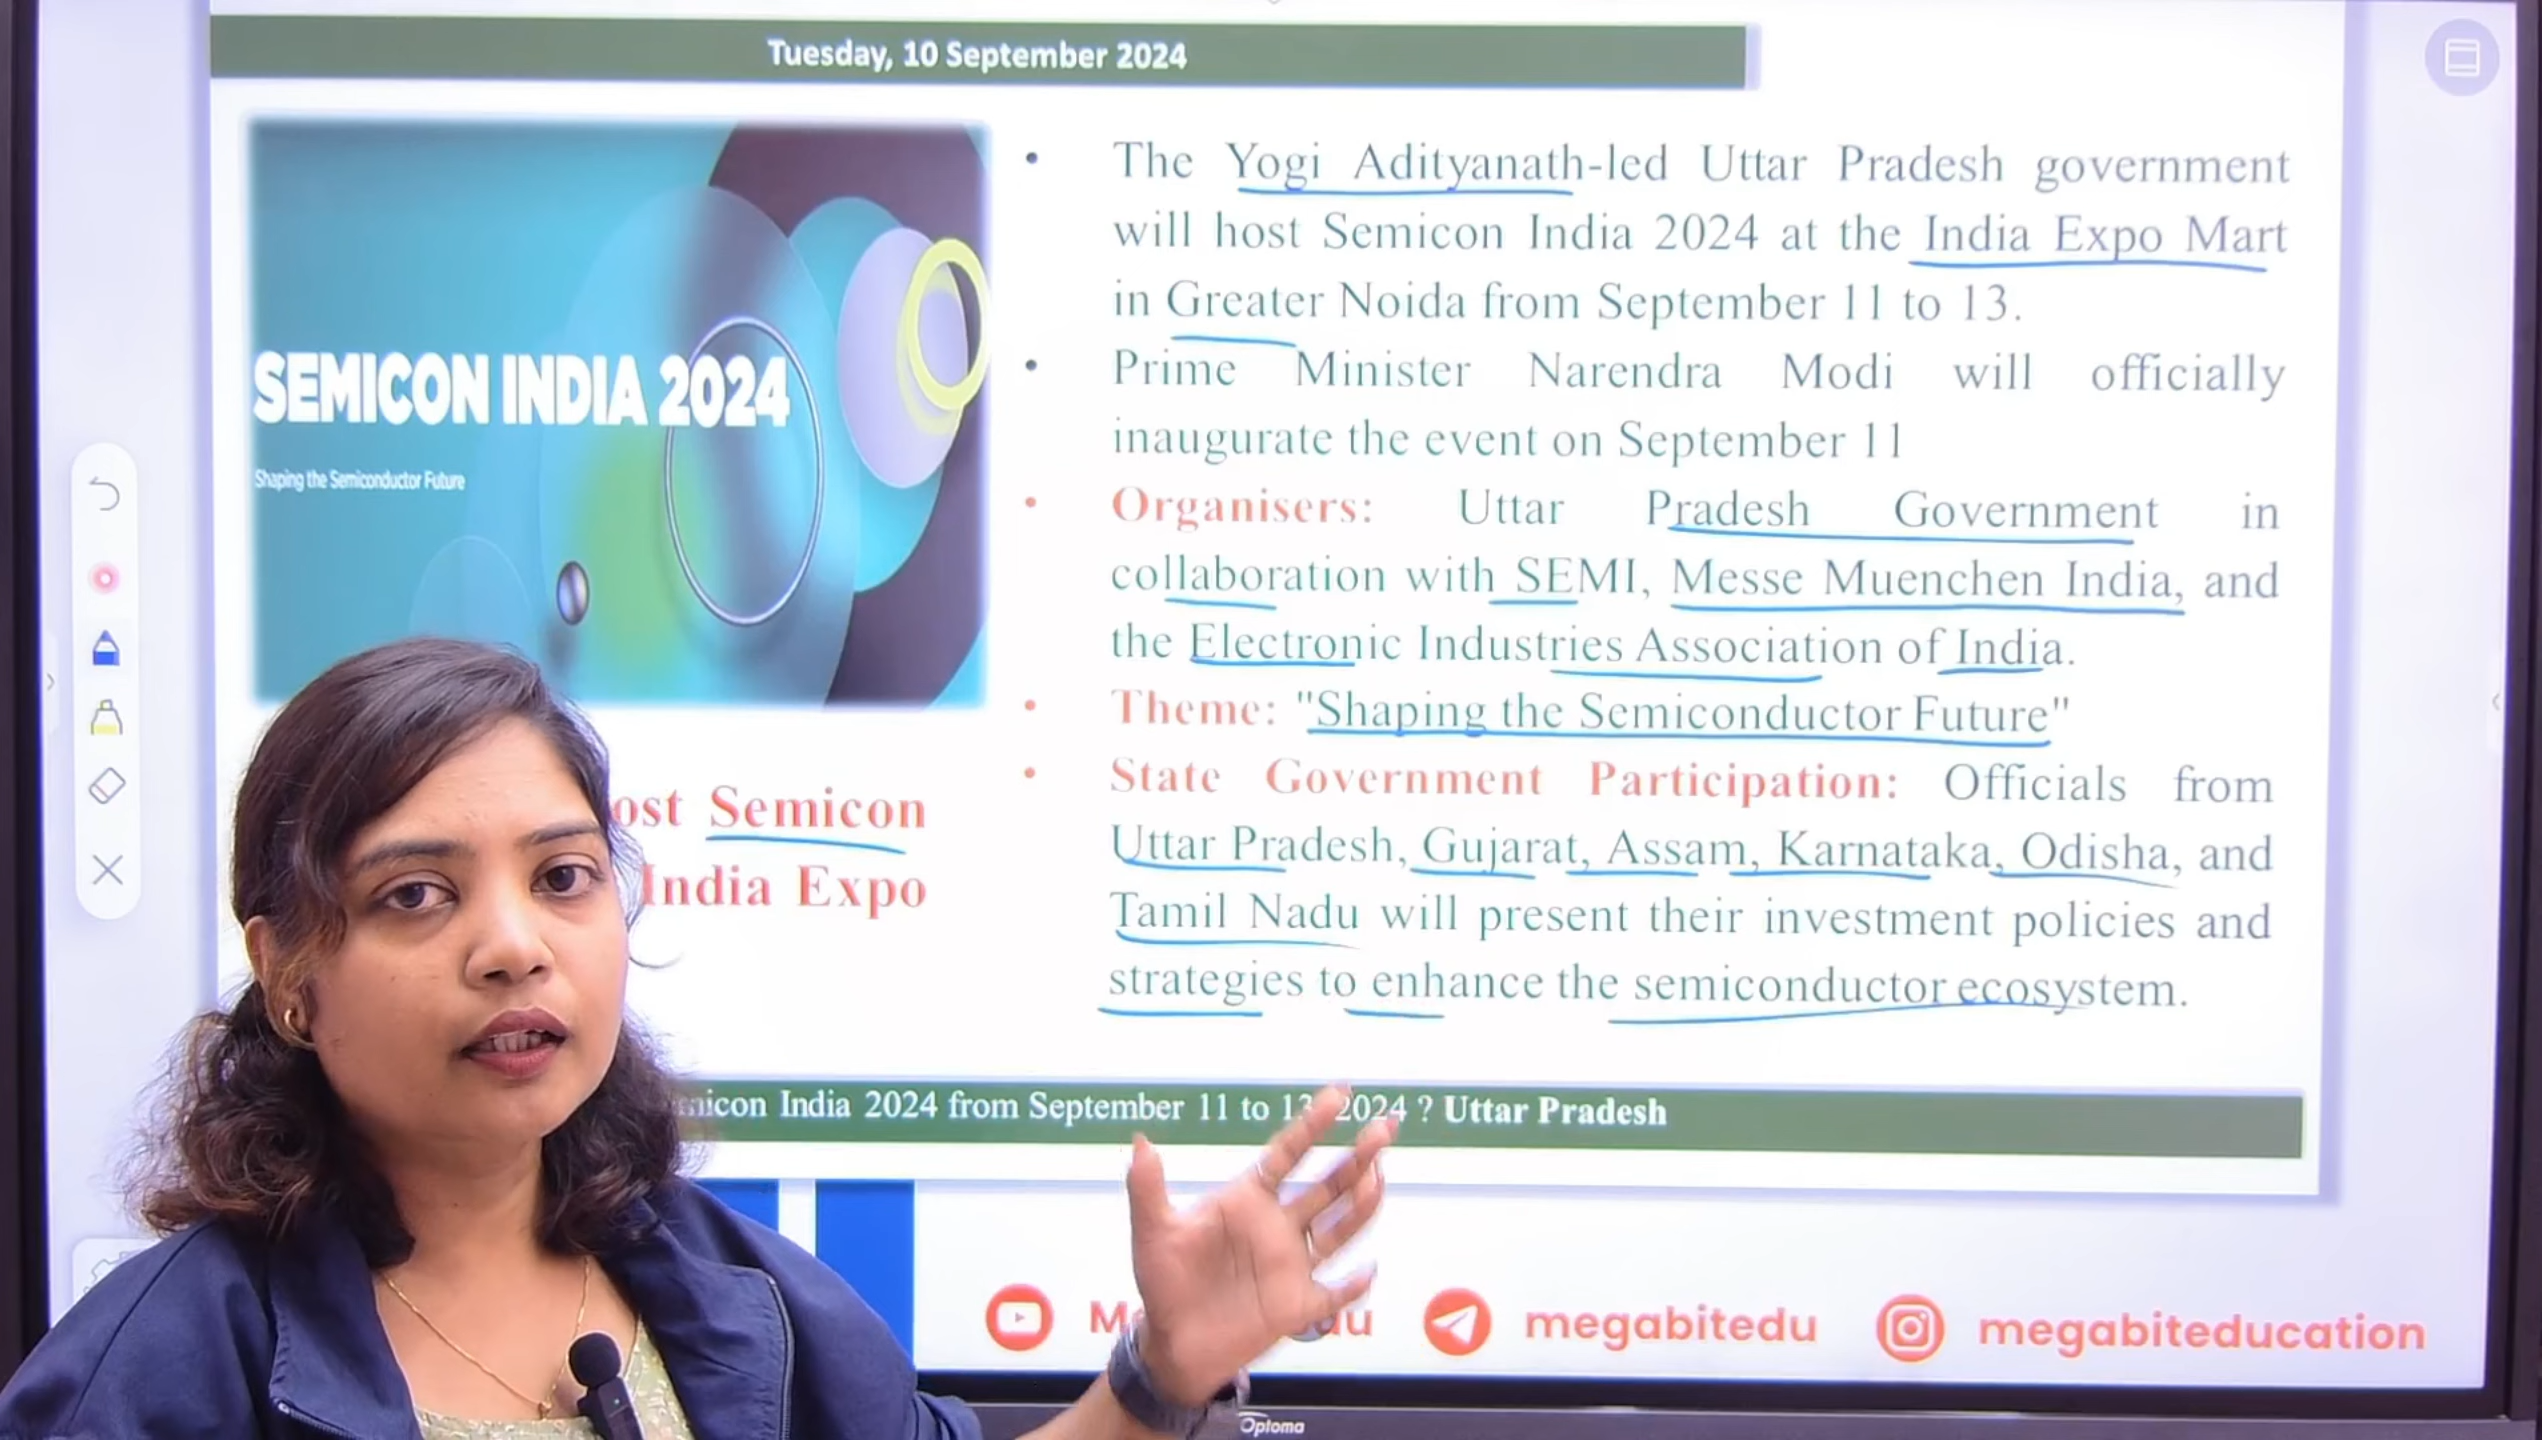 Tuesday, 10 September 2024
SEMICON INDIA 2024
Shaping the Semiconductor Future
ost Semicon
India Expo
• The Yogi Adityanath-led Uttar Pradesh government
will host Semicon India 2024 at the India Expo Mart
in Greater Noida from September 11 to 13.
• Prime Minister Narendra Modi will officially
inaugurate the event on September 11
• Organisers: Uttar Pradesh Government in
collaboration with SEMI, Messe Muenchen India, and
the Electronic Industries Association of India.
• Theme: "Shaping the Semiconductor Future"
• State Government Participation: Officials from
Uttar Pradesh, Gujarat, Assam, Karnataka, Odisha, and
Tamil Nadu will present their investment policies and
strategies to enhance the semiconductor ecosystem.
icon India 2024 from September 11 to 13, 2024 ? Uttar Pradesh
megabitedu
megabiteducation
Optoma